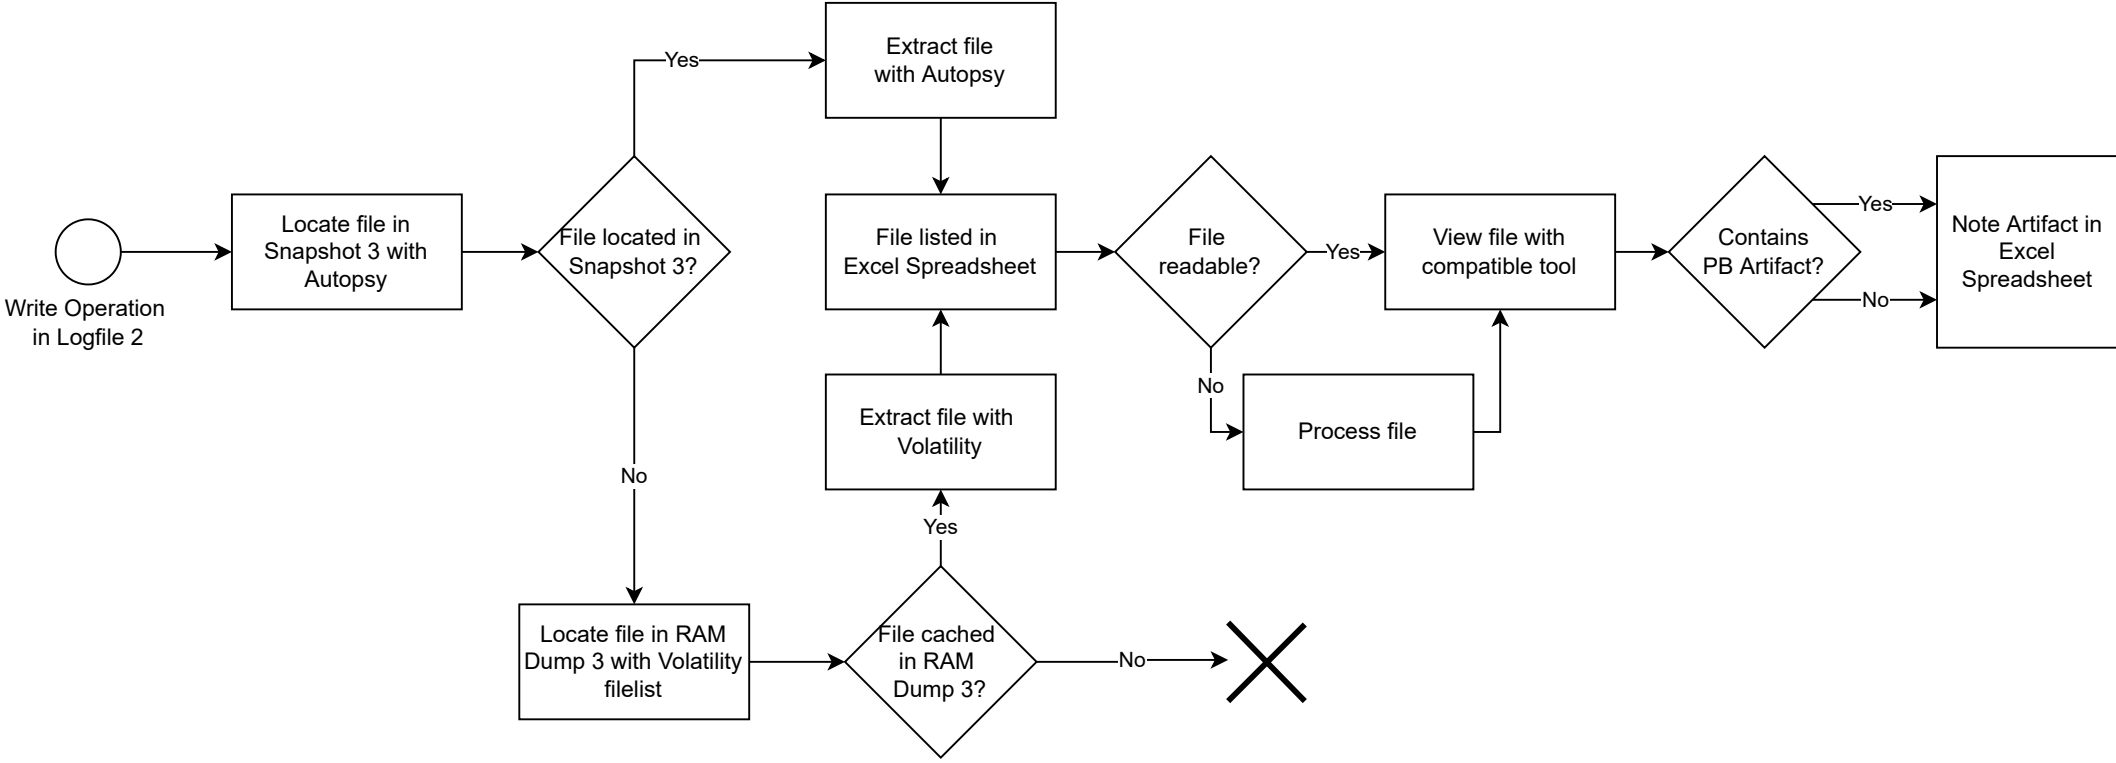 Write Operation
in Logfile 2
Locate file in
Snapshot 3 with
Autopsy
File located in
Snapshot 3?
Yes
Extract file
with Autopsy
No
Locate file in RAM
Dump 3 with Volatility
filelist
File cached
in RAM
Dump 3?
Yes
Extract file with
Volatility
No
File listed in
Excel Spreadsheet
File
readable?
Yes
No
Process file
View file with
compatible tool
Contains
PB Artifact?
Yes
No
Note Artifact in
Excel
Spreadsheet